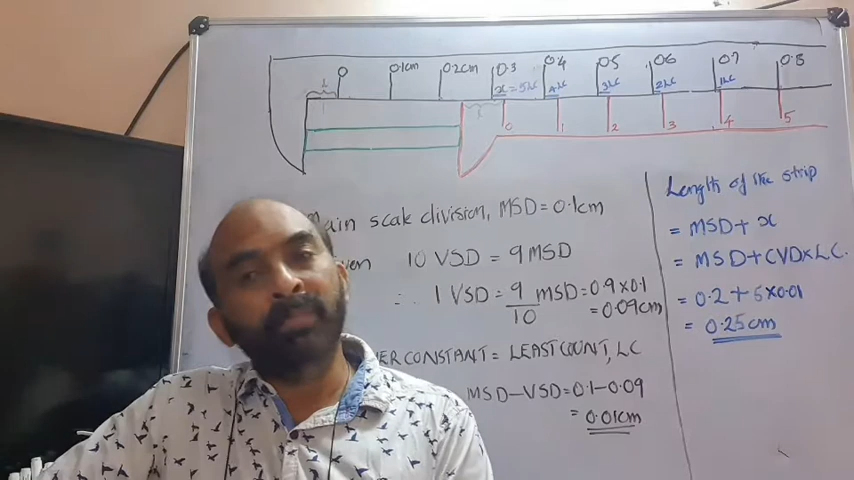 L 0 0.1cm 0.2cm 0.3 0.4 0.5 0.6 0.7 0.8
x = 5LC 4LC 3LC 2LC 1LC
x
0 1 2 3 4 5
Main scale division, MSD = 0.1cm
Given 10 VSD = 9 MSD
∴ 1 VSD = 9/10 MSD = 0.9 x 0.1
= 0.09cm
CONSTANT = LEAST COUNT, LC
MSD - VSD = 0.1 - 0.09
= 0.01cm
Length of the strip
= MSD + x
= MSD + CVD x LC.
= 0.2 + 5 x 0.01
= 0.25cm